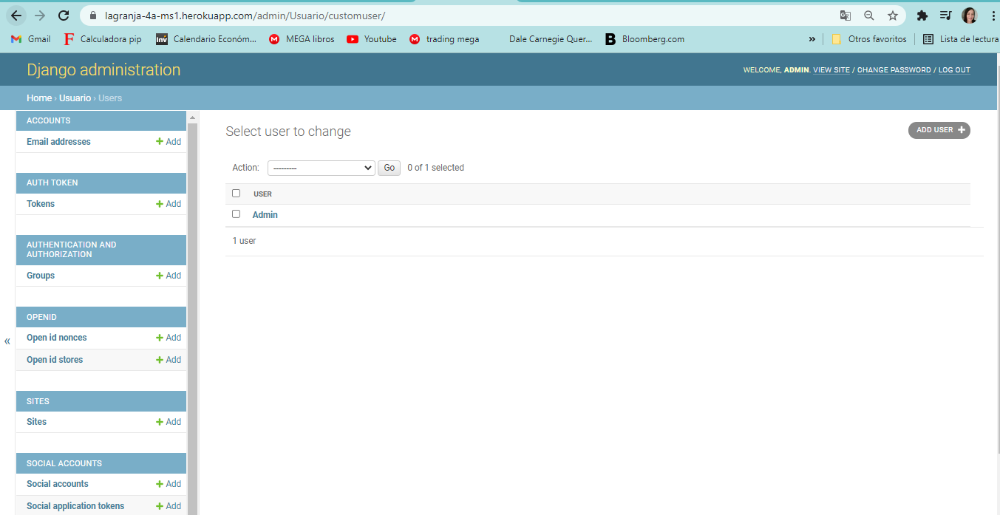 lagranja-4a-ms1.herokuapp.com/admin/Usuario/customuser/
Gmail Calculadora pip Calendario Económ... MEGA libros Youtube trading mega Dale Carnegie Quer... Bloomberg.com » Otros favoritos Lista de lectura
Django administration
WELCOME, ADMIN. VIEW SITE / CHANGE PASSWORD / LOG OUT
Home › Usuario › Users
ACCOUNTS
Email addresses + Add
AUTH TOKEN
Tokens + Add
AUTHENTICATION AND
AUTHORIZATION
Groups + Add
OPENID
Open id nonces + Add
Open id stores + Add
SITES
Sites + Add
SOCIAL ACCOUNTS
Social accounts + Add
Social application tokens + Add
«
Select user to change
ADD USER +
Action: --------- Go 0 of 1 selected
USER
Admin
1 user